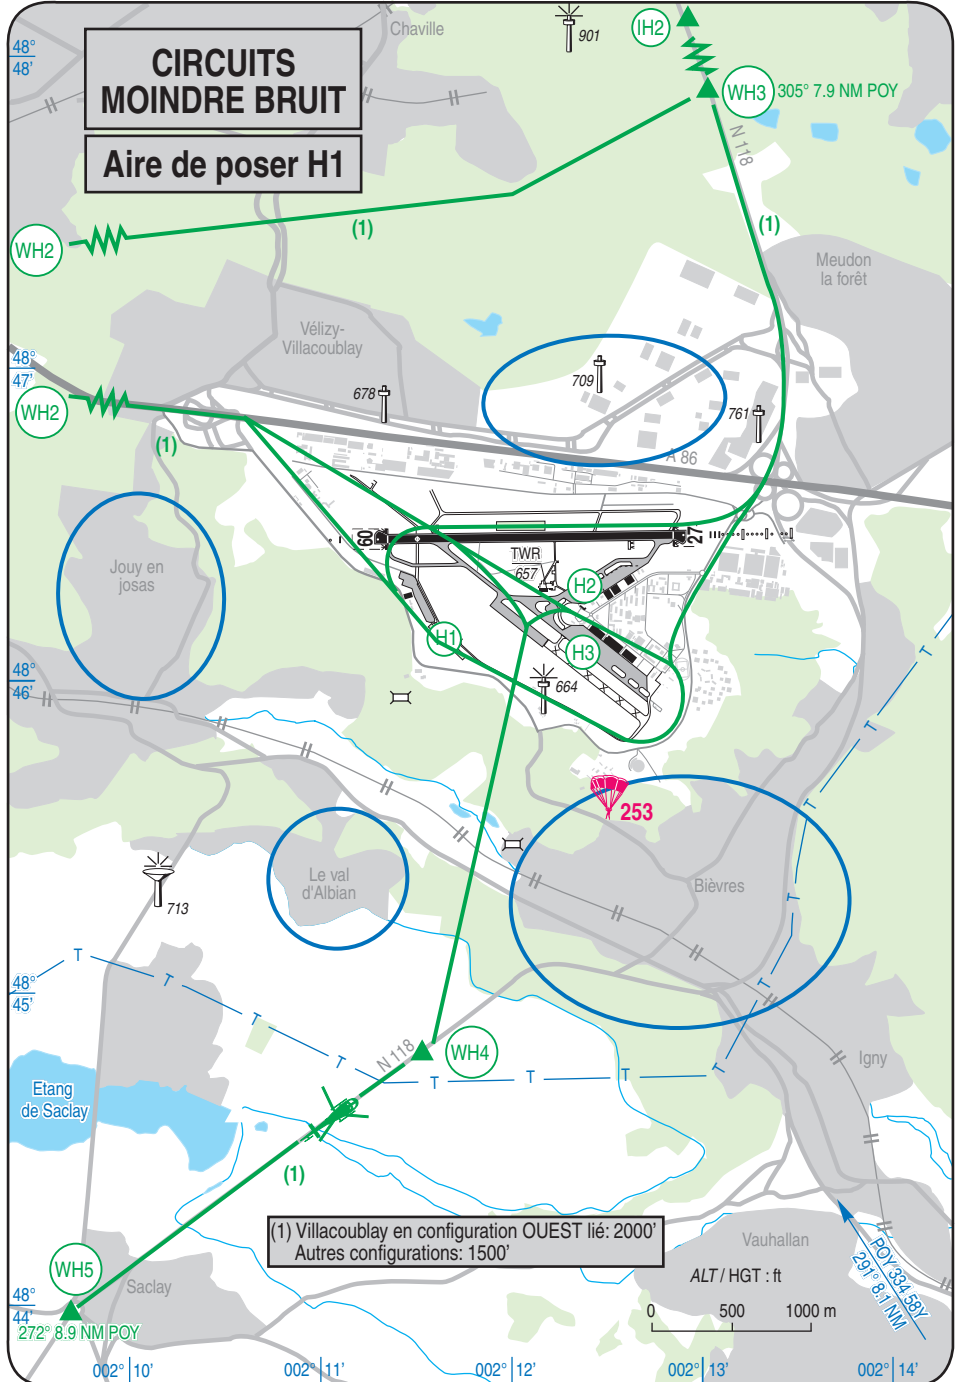 CIRCUITS
MOINDRE BRUIT
Aire de poser H1
Chaville
901
IH2
WH3
305° 7.9 NM POY
48°
48'
N 118
(1)
(1)
WH2
Meudon
la forêt
Vélizy-
Villacoublay
48°
47'
709
678
761
WH2
(1)
A 86
09
27
TWR
657
Jouy en
josas
H2
H1
H3
48°
46'
664
253
Le val
d'Albian
Bièvres
713
T
T
T
T
T
T
T
T
T
T
T
T
T
48°
45'
N 118
WH4
Igny
Etang
de Saclay
(1)
(1) Villacoublay en configuration OUEST lié: 2000'
Autres configurations: 1500'
Vauhallan
POY 334 58Y
291° 8.1 NM
WH5
Saclay
ALT / HGT : ft
48°
44'
0 500 1000 m
272° 8.9 NM POY
002° 10'
002° 11'
002° 12'
002° 13'
002° 14'